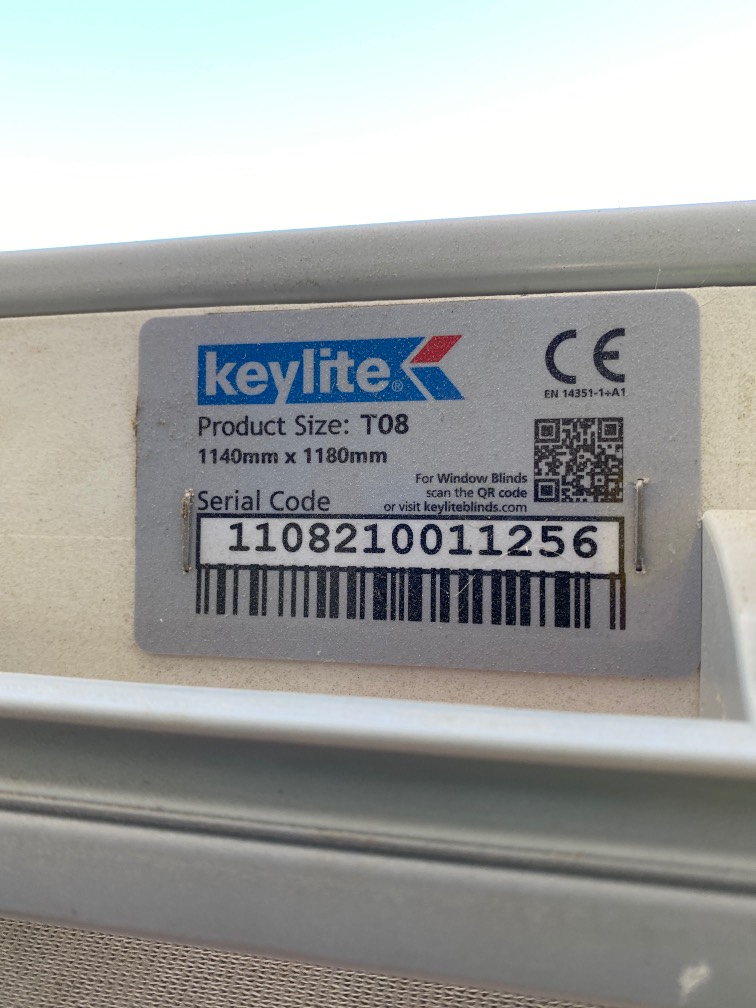 keylite®
CE
EN 14351-1+A1
Product Size: T08
1140mm x 1180mm
For Window Blinds
scan the QR code
or visit keyliteblinds.com
Serial Code
1108210011256